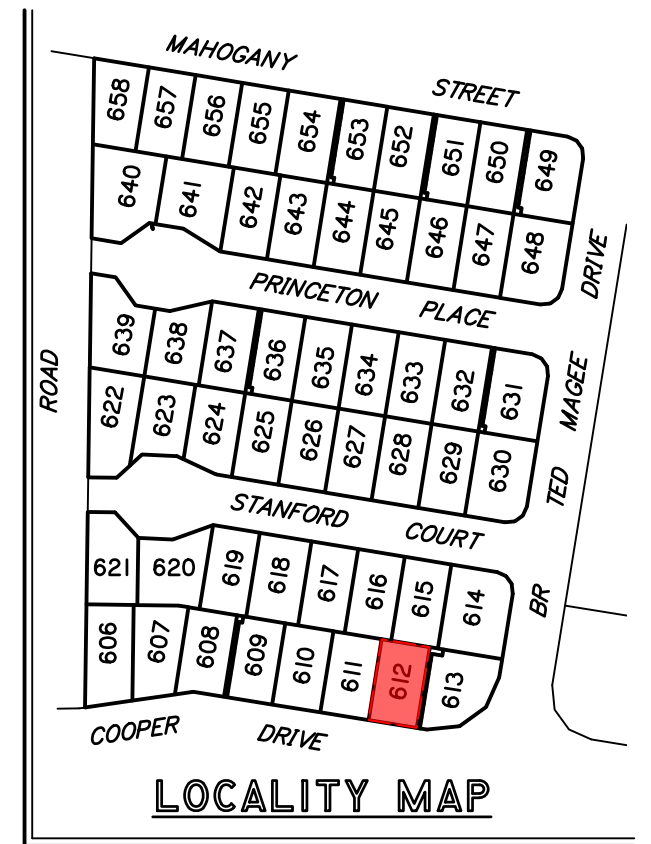 MAHOGANY STREET
658 657 656 655 654 653 652 651 650 649
640 641 642 643 644 645 646 647 648
DRIVE
PRINCETON PLACE
639 638 637 636 635 634 633 632 631
ROAD
MAGEE
622 623 624 625 626 627 628 629 630
TED
STANFORD COURT
621 620 619 618 617 616 615 614
BR
606 607 608 609 610 611 612 613
COOPER DRIVE
LOCALITY MAP